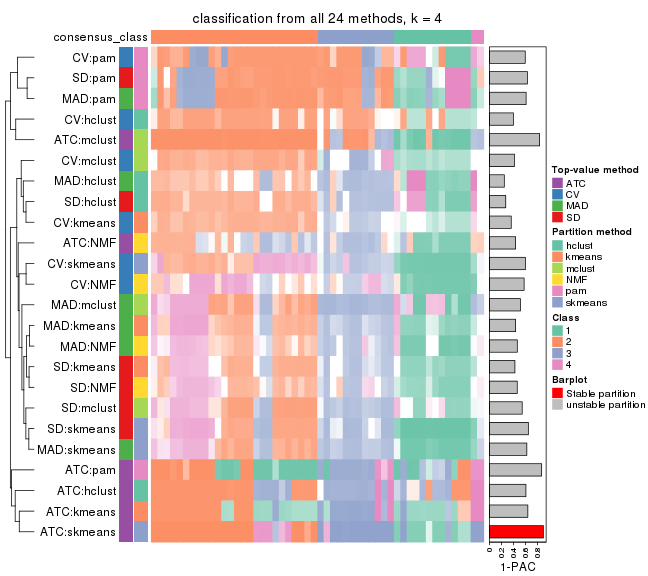 classification from all 24 methods, k = 4
consensus_class
CV:pam
SD:pam
MAD:pam
CV:hclust
ATC:mclust
CV:mclust
MAD:hclust
SD:hclust
CV:kmeans
ATC:NMF
CV:skmeans
CV:NMF
MAD:mclust
MAD:kmeans
MAD:NMF
SD:kmeans
SD:NMF
SD:mclust
SD:skmeans
MAD:skmeans
ATC:pam
ATC:hclust
ATC:kmeans
ATC:skmeans
0 0.2 0.4 0.6 0.8
1-PAC
Top-value method
ATC
CV
MAD
SD
Partition method
hclust
kmeans
mclust
NMF
pam
skmeans
Class
1
2
3
4
Barplot
Stable partition
unstable partition